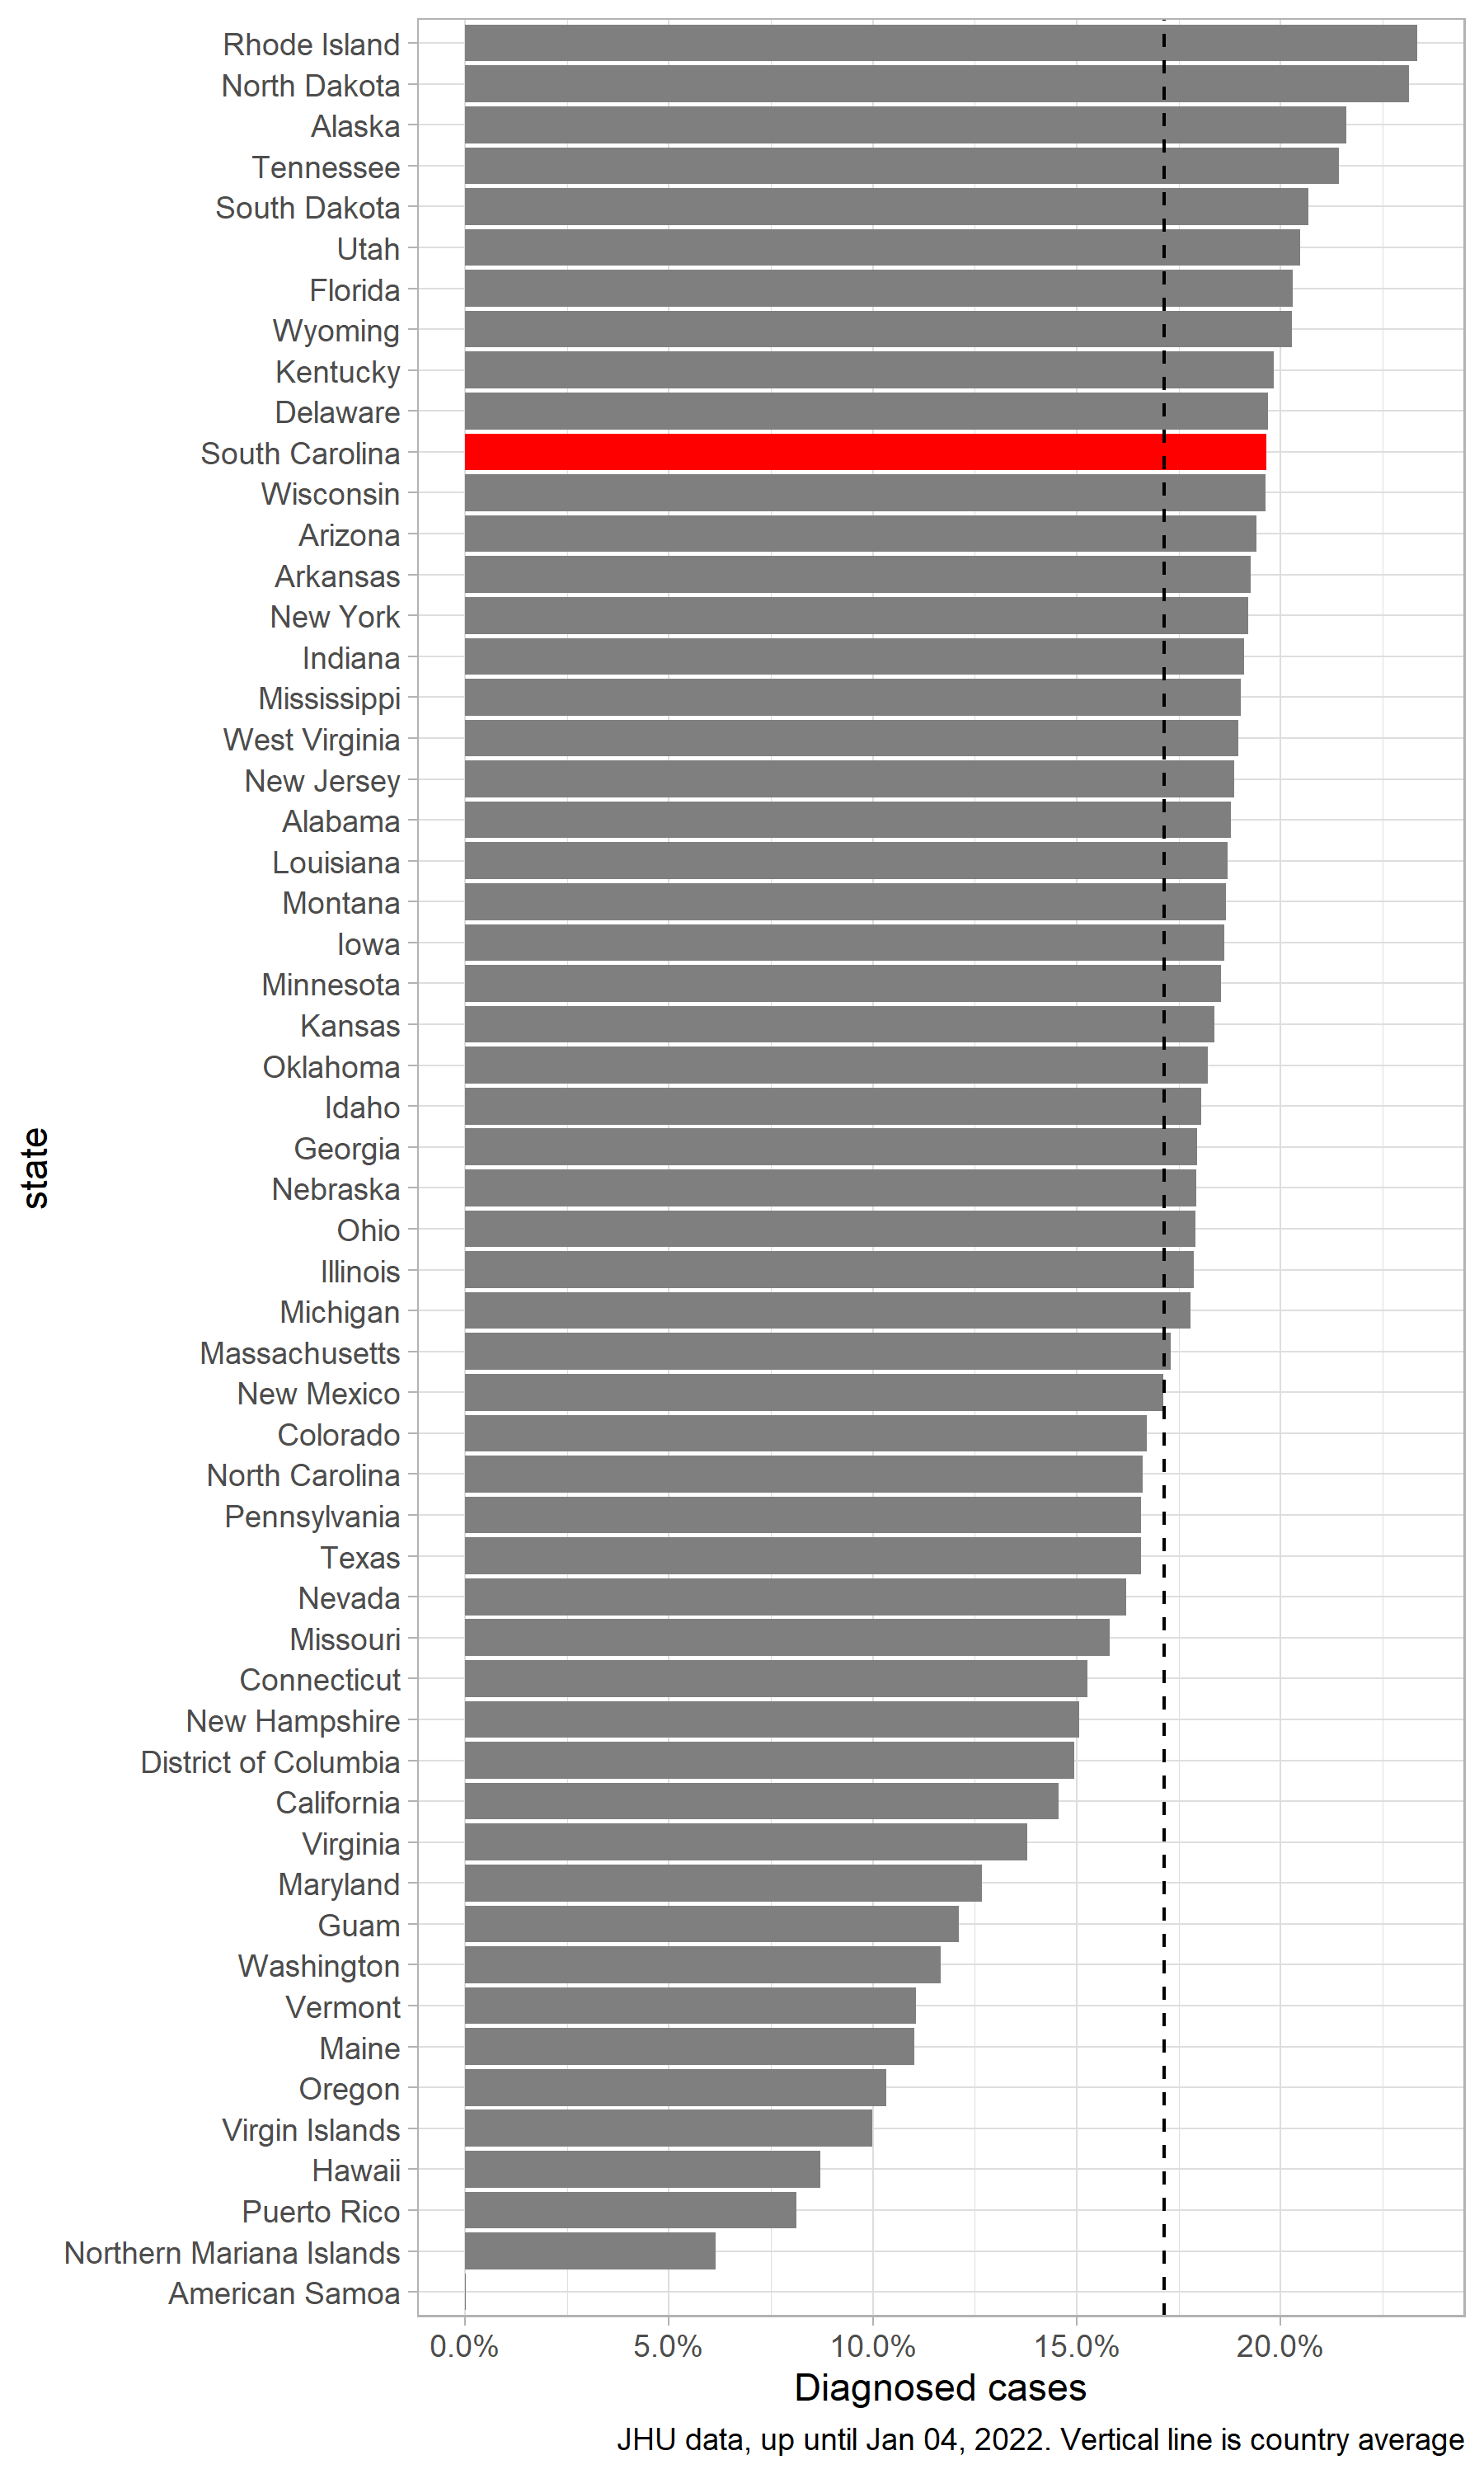 Rhode Island
North Dakota
Alaska
Tennessee
South Dakota
Utah
Florida
Wyoming
Kentucky
Delaware
South Carolina
Wisconsin
Arizona
Arkansas
New York
Indiana
Mississippi
West Virginia
New Jersey
Alabama
Louisiana
Montana
Iowa
Minnesota
Kansas
Oklahoma
Idaho
Georgia
Nebraska
Ohio
Illinois
Michigan
Massachusetts
New Mexico
Colorado
North Carolina
Pennsylvania
Texas
Nevada
Missouri
Connecticut
New Hampshire
District of Columbia
California
Virginia
Maryland
Guam
Washington
Vermont
Maine
Oregon
Virgin Islands
Hawaii
Puerto Rico
Northern Mariana Islands
American Samoa
state
0.0% 5.0% 10.0% 15.0% 20.0%
Diagnosed cases
JHU data, up until Jan 04, 2022. Vertical line is country average